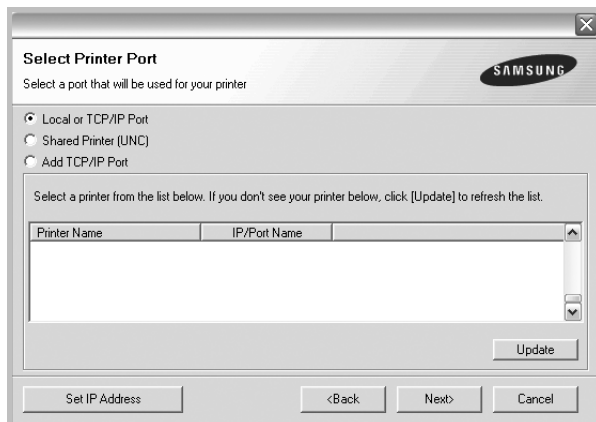 Select Printer Port
Select a port that will be used for your printer
SAMSUNG
Local or TCP/IP Port
Shared Printer (UNC)
Add TCP/IP Port
Select a printer from the list below. If you don't see your printer below, click [Update] to refresh the list.
Printer Name IP/Port Name
Update
Set IP Address <Back Next> Cancel